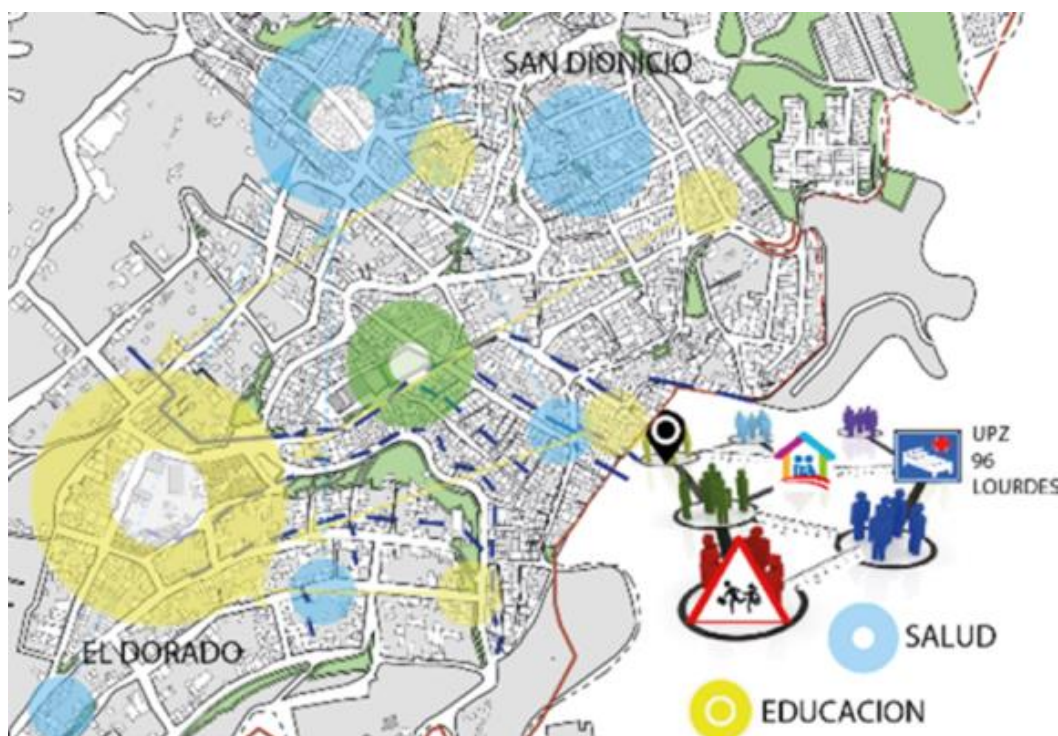 SAN DIONICIO
UPZ
96
LOURDES
SALUD
EL DORADO
EDUCACION